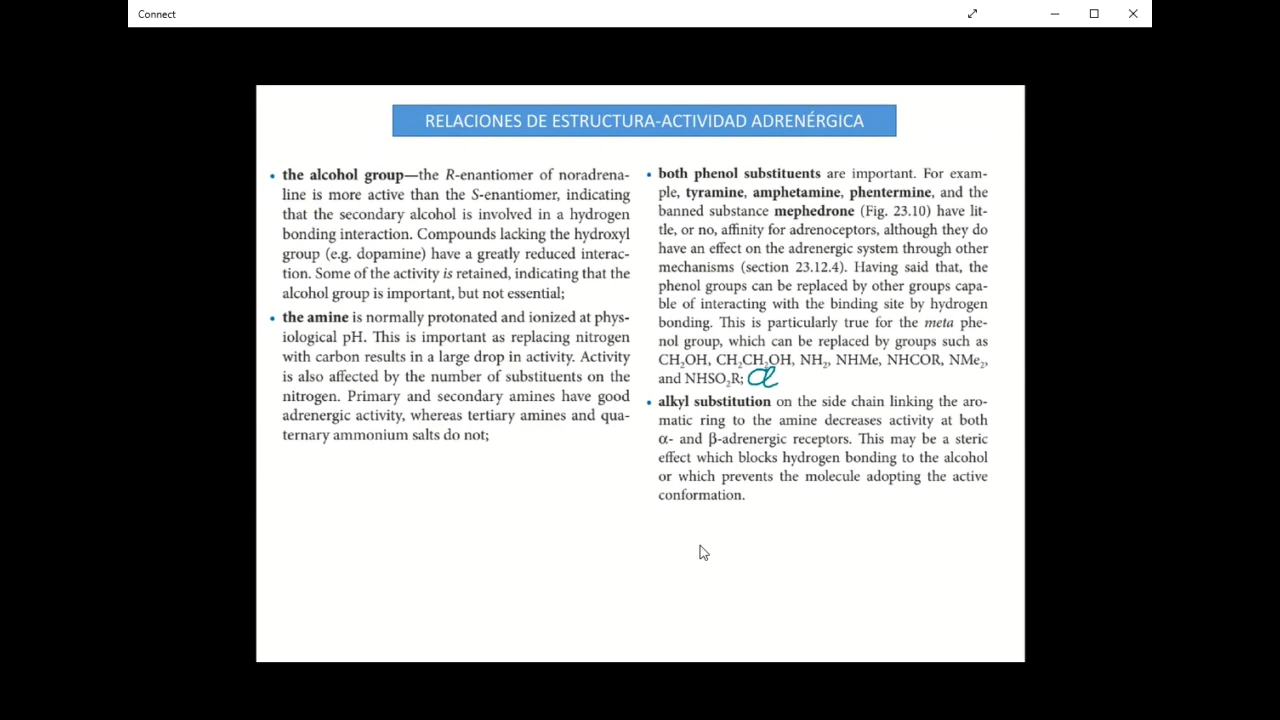 Connect
RELACIONES DE ESTRUCTURA-ACTIVIDAD ADRENÉRGICA
• the alcohol group—the R-enantiomer of noradrena-
line is more active than the S-enantiomer, indicating
that the secondary alcohol is involved in a hydrogen
bonding interaction. Compounds lacking the hydroxyl
group (e.g. dopamine) have a greatly reduced interac-
tion. Some of the activity is retained, indicating that the
alcohol group is important, but not essential;
• the amine is normally protonated and ionized at phys-
iological pH. This is important as replacing nitrogen
with carbon results in a large drop in activity. Activity
is also affected by the number of substituents on the
nitrogen. Primary and secondary amines have good
adrenergic activity, whereas tertiary amines and qua-
ternary ammonium salts do not;
• both phenol substituents are important. For exam-
ple, tyramine, amphetamine, phentermine, and the
banned substance mephedrone (Fig. 23.10) have lit-
tle, or no, affinity for adrenoceptors, although they do
have an effect on the adrenergic system through other
mechanisms (section 23.12.4). Having said that, the
phenol groups can be replaced by other groups capa-
ble of interacting with the binding site by hydrogen
bonding. This is particularly true for the meta phe-
nol group, which can be replaced by groups such as
CH₂OH, CH₂CH₂OH, NH₂, NHMe, NHCOR, NMe₂,
and NHSO₂R;
• alkyl substitution on the side chain linking the aro-
matic ring to the amine decreases activity at both
α- and β-adrenergic receptors. This may be a steric
effect which blocks hydrogen bonding to the alcohol
or which prevents the molecule adopting the active
conformation.